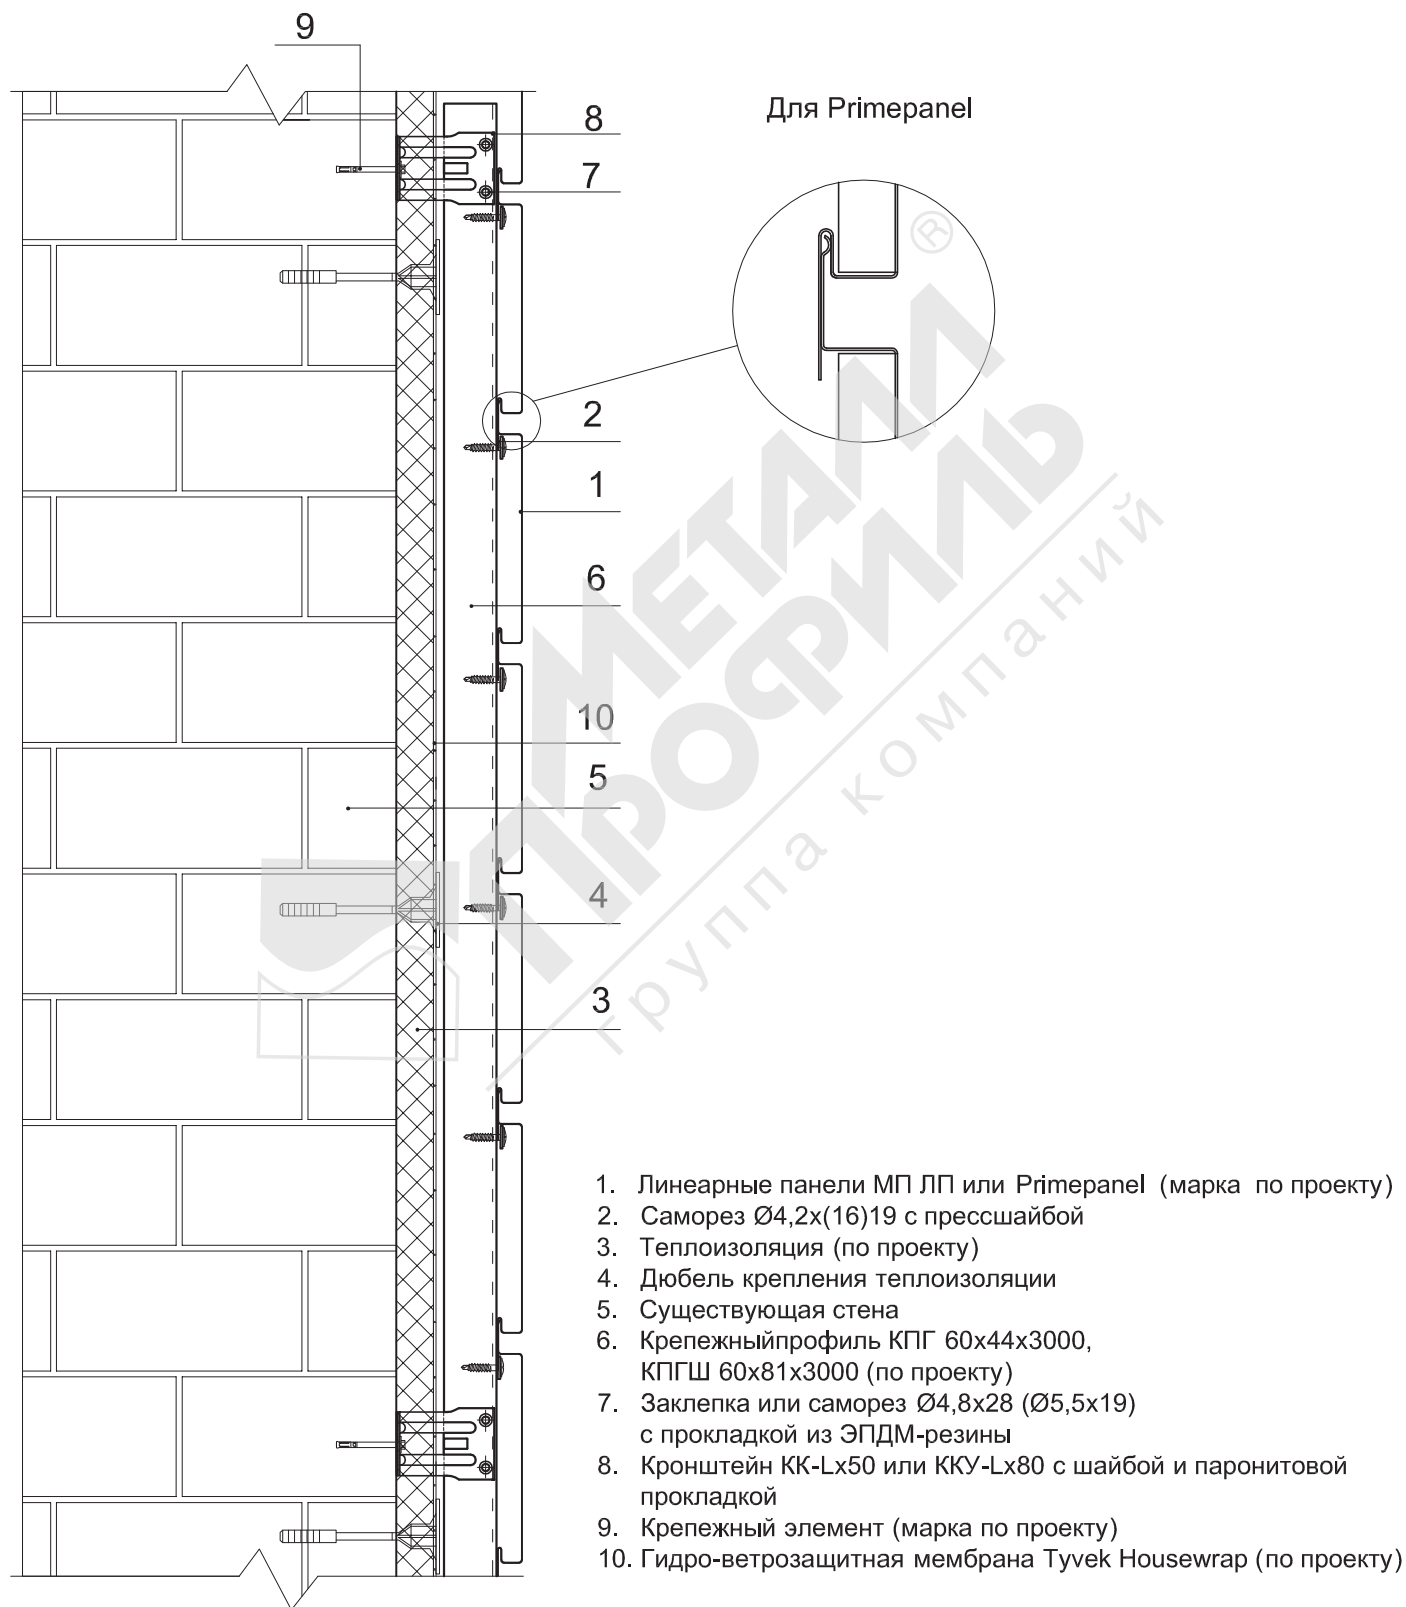 9
Для Primepanel
8
7
2
1
6
10
5
4
3
®
МЕТАЛЛ
ПРОФИЛЬ
группа компаний
1. Линеарные панели МП ЛП или Primepanel (марка по проекту)
2. Саморез Ø4,2х(16)19 с прессшайбой
3. Теплоизоляция (по проекту)
4. Дюбель крепления теплоизоляции
5. Существующая стена
6. Крепежныйпрофиль КПГ 60х44х3000,
КПГШ 60х81х3000 (по проекту)
7. Заклепка или саморез Ø4,8х28 (Ø5,5х19)
с прокладкой из ЭПДМ-резины
8. Кронштейн КК-Lх50 или ККУ-Lх80 с шайбой и паронитовой
прокладкой
9. Крепежный элемент (марка по проекту)
10. Гидро-ветрозащитная мембрана Tyvek Housewrap (по проекту)